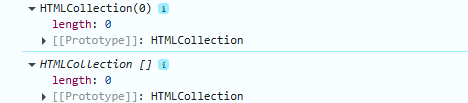 ▼ HTMLCollection(0) i
length: 0
▶ [[Prototype]]: HTMLCollection
▼ HTMLCollection [] i
length: 0
▶ [[Prototype]]: HTMLCollection